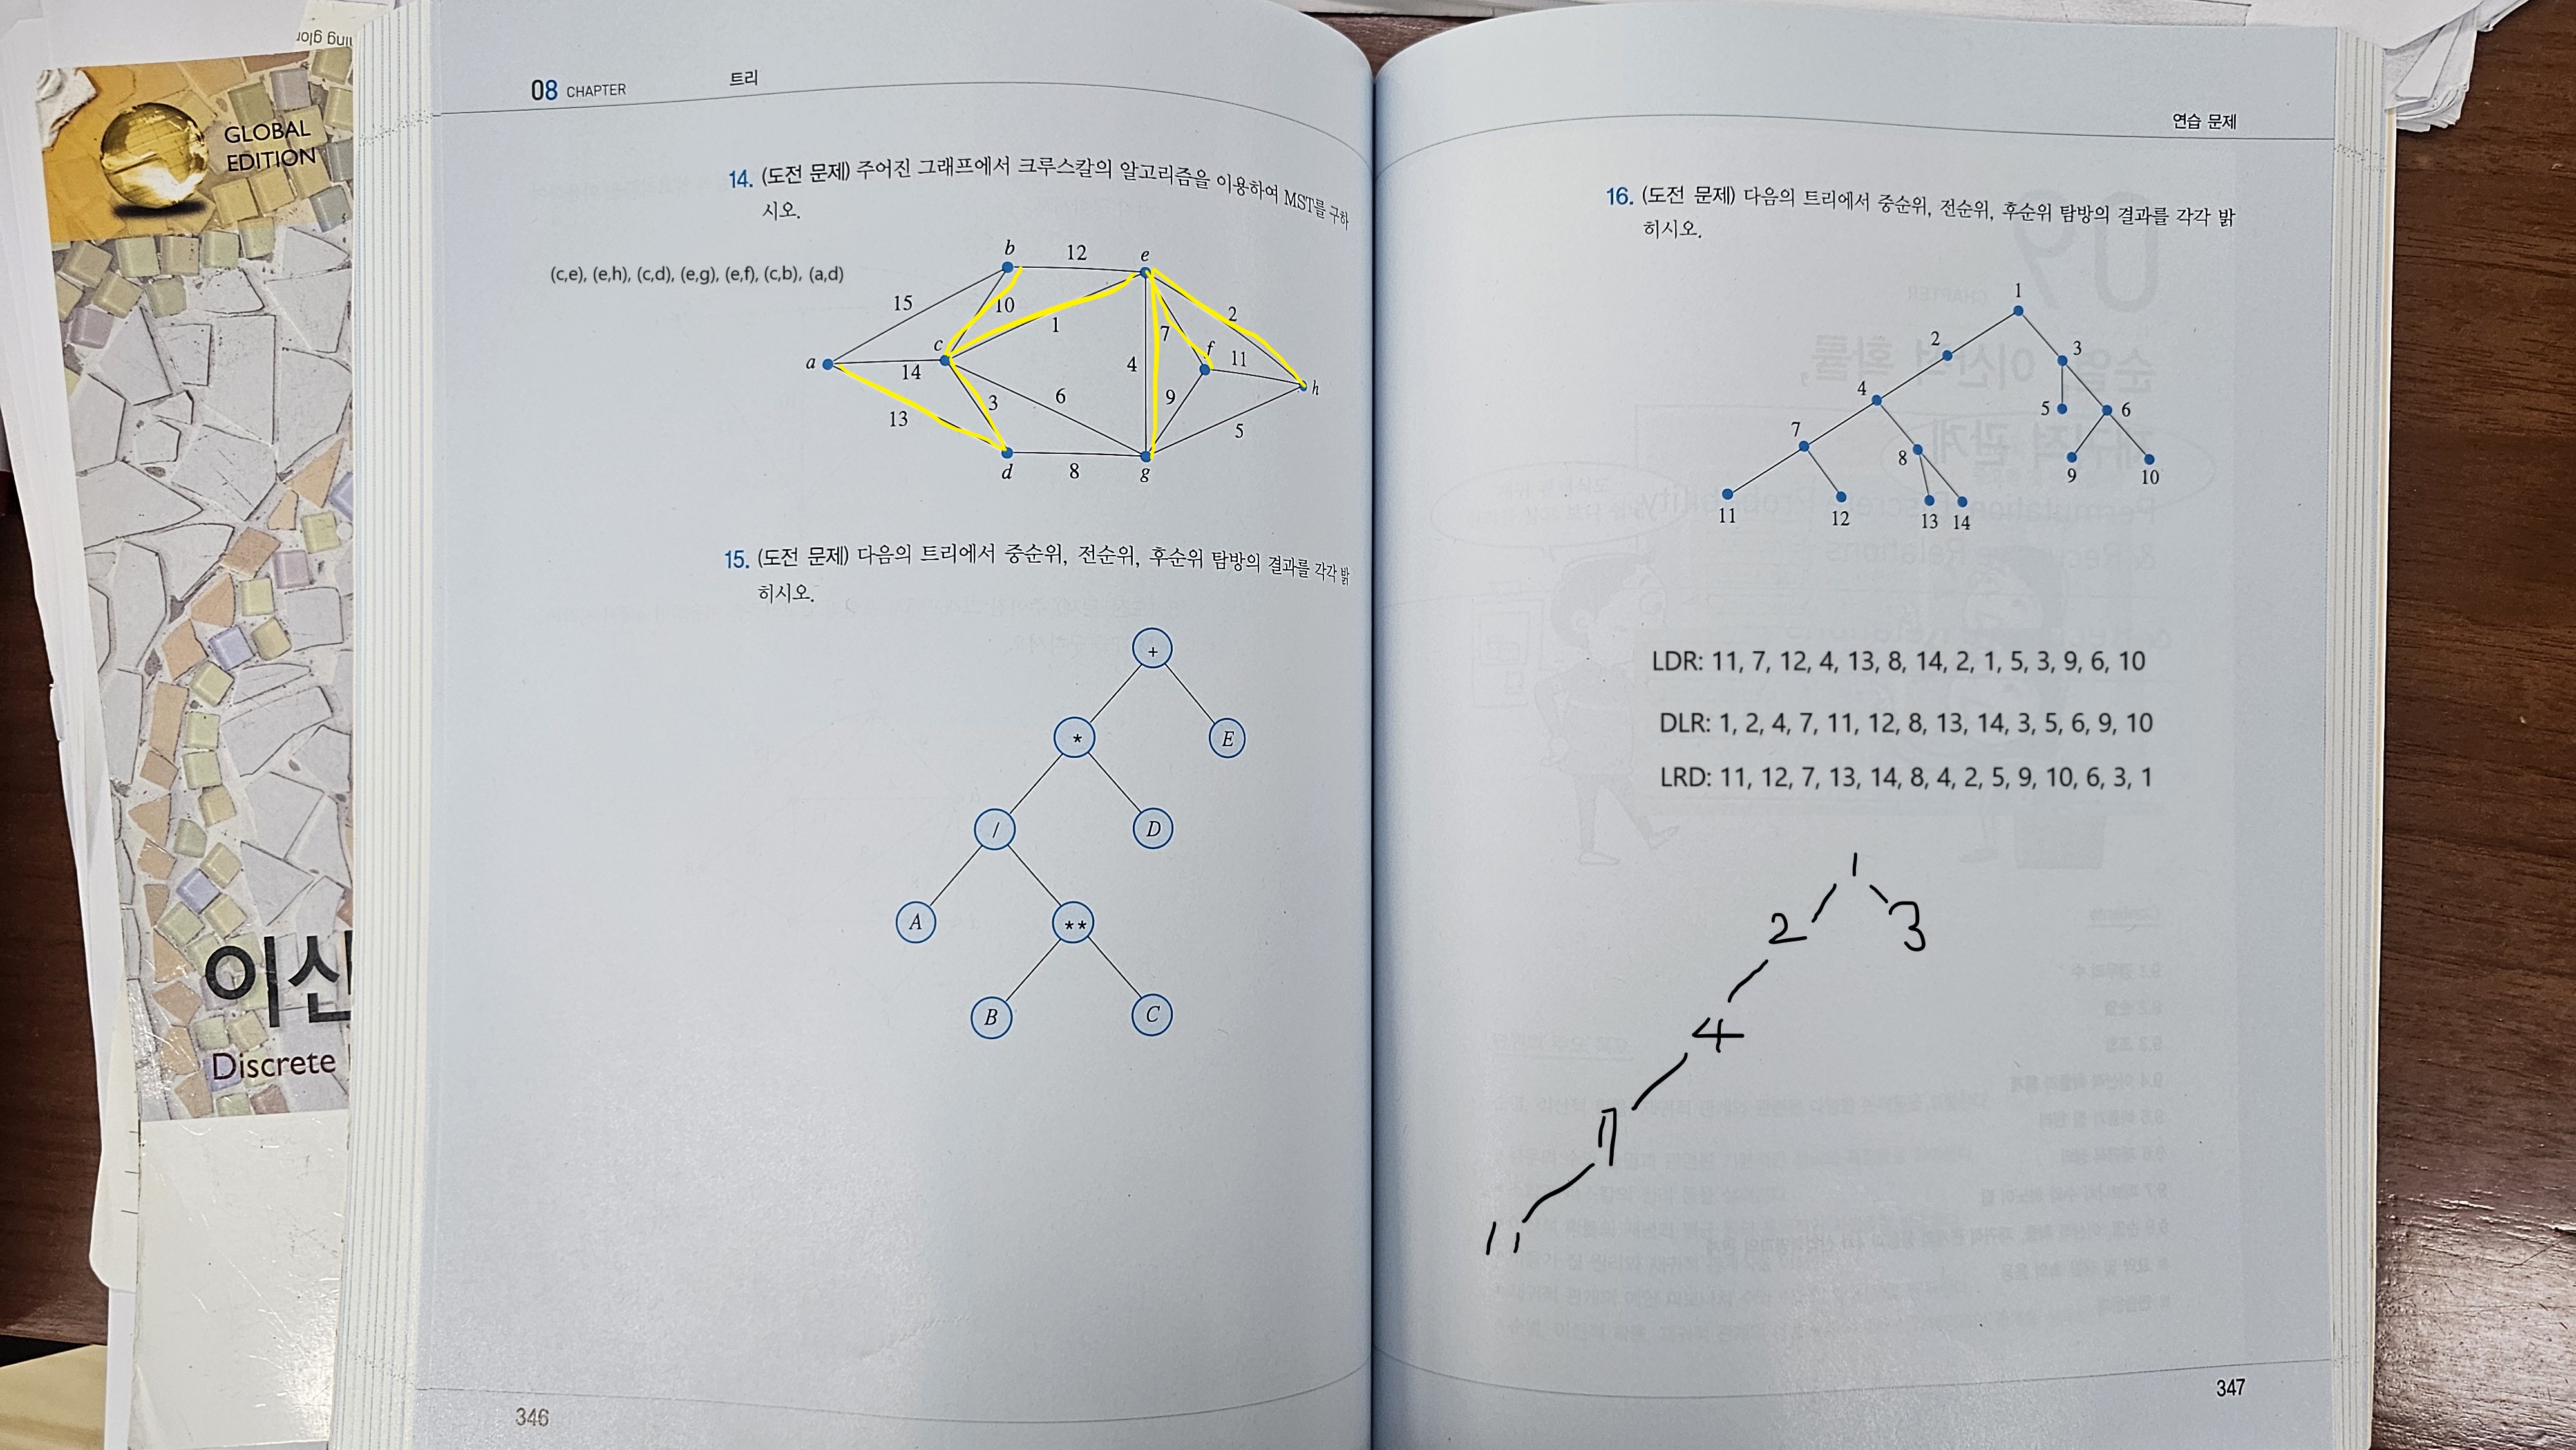 GLOBAL
EDITION
이산
Discrete
08 CHAPTER 트리
14. (도전 문제) 주어진 그래프에서 크루스칼의 알고리즘을 이용하여 MST를 구하
시오.
(c,e), (e,h), (c,d), (e,g), (e,f), (c,b), (a,d)
b 12 e
15 10 1 7 2
a c f 11 h
14 4
13 3 6 9 5
d 8 g
15. (도전 문제) 다음의 트리에서 중순위, 전순위, 후순위 탐방의 결과를 각각 밝
히시오.
+
* E
/ D
A **
B C
346
연습 문제
16. (도전 문제) 다음의 트리에서 중순위, 전순위, 후순위 탐방의 결과를 각각 밝
히시오.
1
2 3
4 5 6
7 8 9 10
11 12 13 14
LDR: 11, 7, 12, 4, 13, 8, 14, 2, 1, 5, 3, 9, 6, 10
DLR: 1, 2, 4, 7, 11, 12, 8, 13, 14, 3, 5, 6, 9, 10
LRD: 11, 12, 7, 13, 14, 8, 4, 2, 5, 9, 10, 6, 3, 1
1
2 3
4
7
11
347